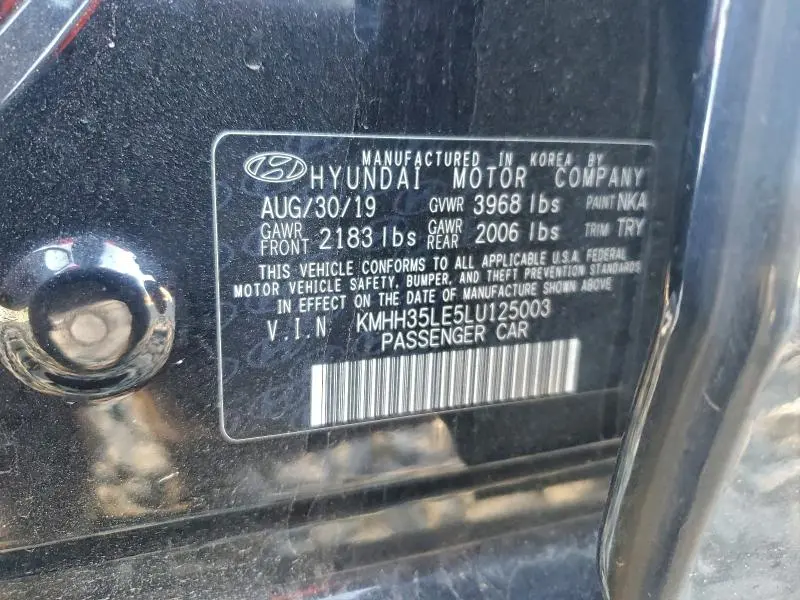 MANUFACTURED IN KOREA BY
HYUNDAI MOTOR COMPANY
AUG/30/19 GVWR 3968 lbs PAINT NKA
GAWR FRONT 2183 lbs GAWR REAR 2006 lbs TRIM TRY
THIS VEHICLE CONFORMS TO ALL APPLICABLE U.S.A. FEDERAL
MOTOR VEHICLE SAFETY, BUMPER, AND THEFT PREVENTION STANDARDS
IN EFFECT ON THE DATE OF MANUFACTURE SHOWN ABOVE
V.I.N KMHH35LE5LU125003
PASSENGER CAR